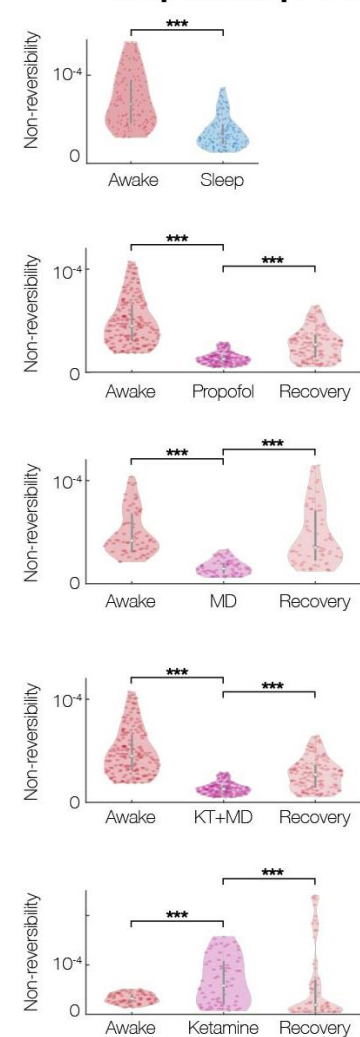 ***
Non-reversibility
10-4
0
Awake Sleep
***
***
Non-reversibility
10-4
0
Awake Propofol Recovery
***
***
Non-reversibility
10-4
0
Awake MD Recovery
***
***
Non-reversibility
10-4
0
Awake KT+MD Recovery
***
***
Non-reversibility
10-4
0
Awake Ketamine Recovery